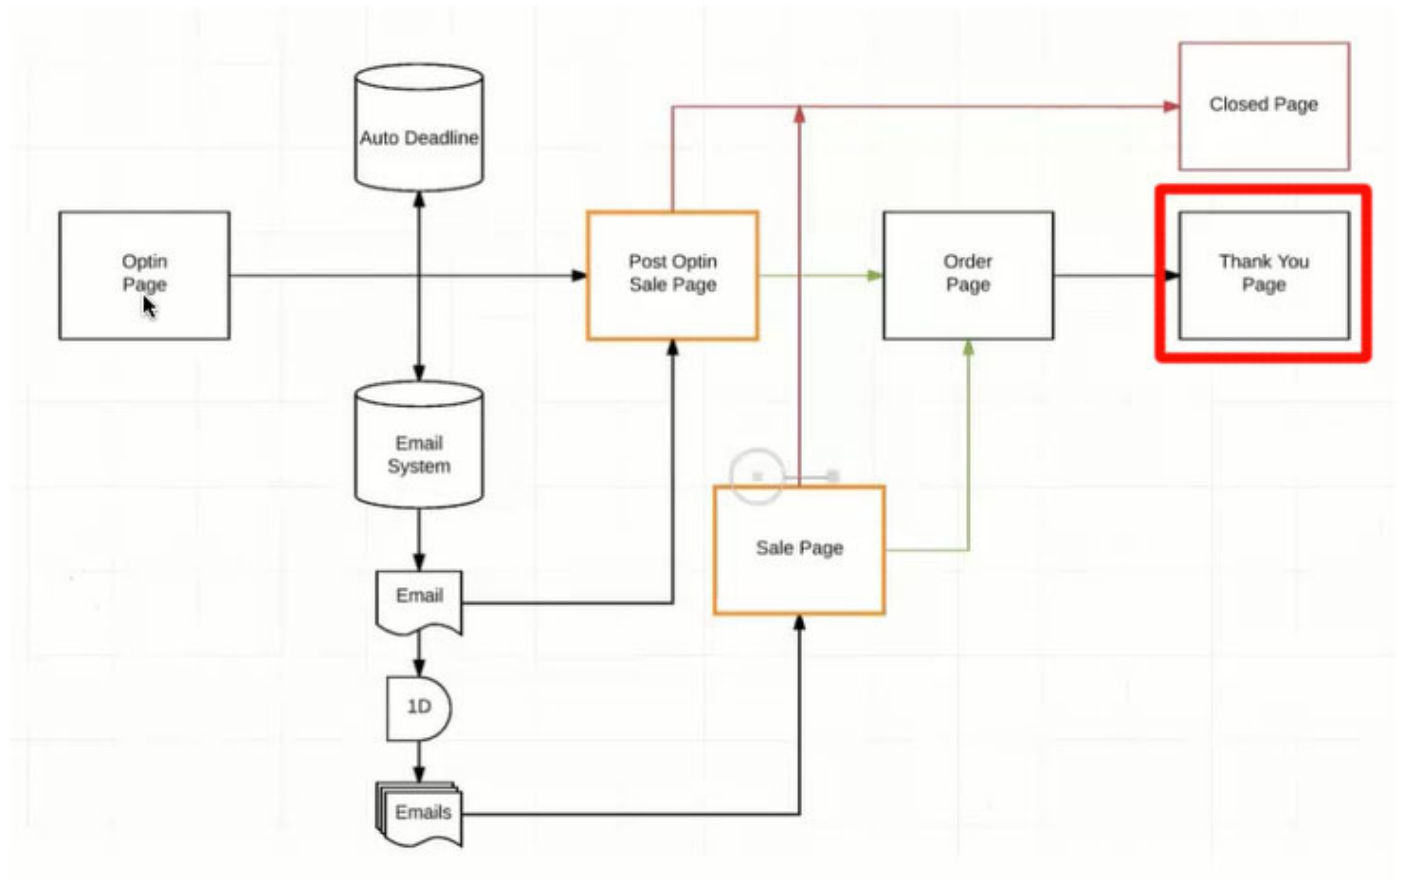 Closed Page
Auto Deadline
Optin
Page
Post Optin
Sale Page
Order
Page
Thank You
Page
Email
System
Sale Page
Email
1D
Emails